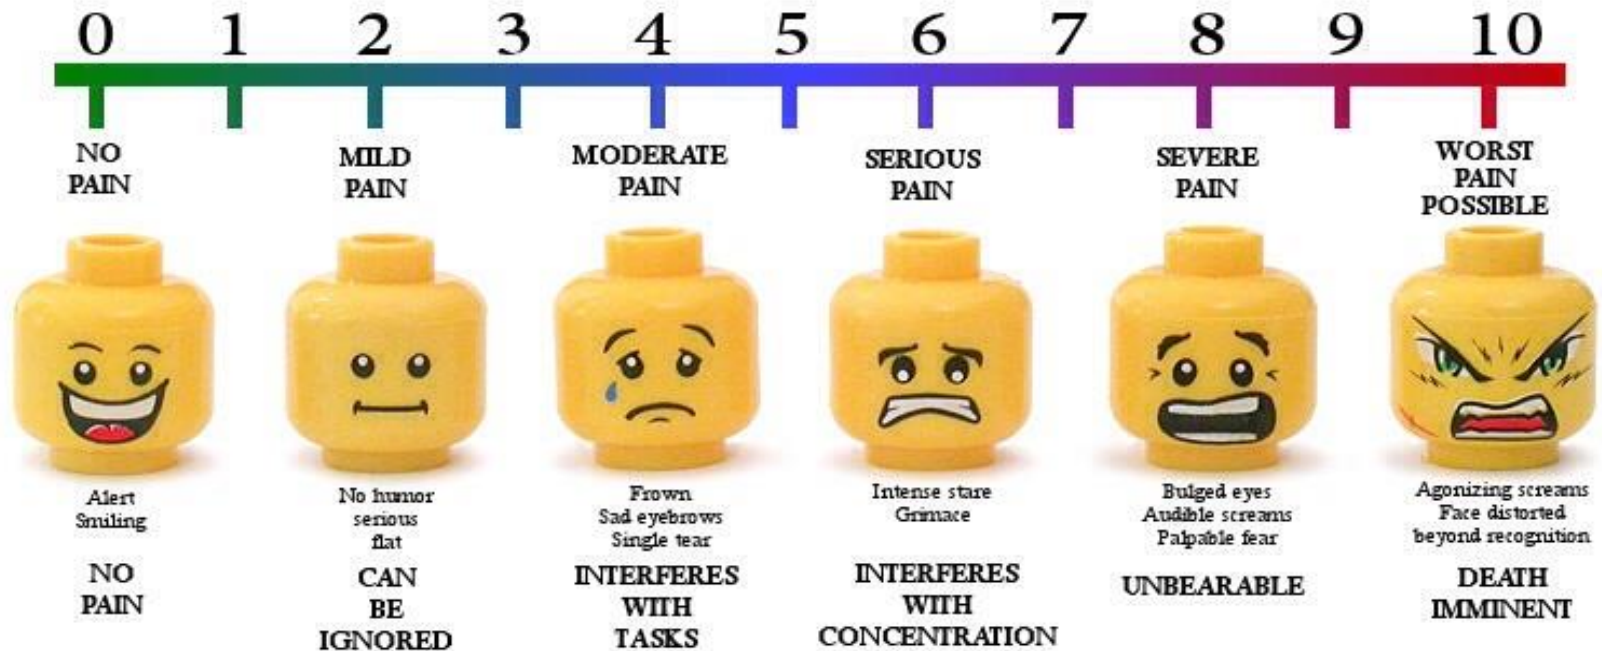 0 1 2 3 4 5 6 7 8 9 10
NO
PAIN
MILD
PAIN
MODERATE
PAIN
SERIOUS
PAIN
SEVERE
PAIN
WORST
PAIN
POSSIBLE
Alert
Smiling
No humor
serious
flat
Frown
Sad eyebrows
Single tear
Intense stare
Grimace
Bulged eyes
Audible screams
Palpable fear
Agonizing screams
Face distorted
beyond recognition
NO
PAIN
CAN
BE
IGNORED
INTERFERES
WITH
TASKS
INTERFERES
WITH
CONCENTRATION
UNBEARABLE
DEATH
IMMINENT